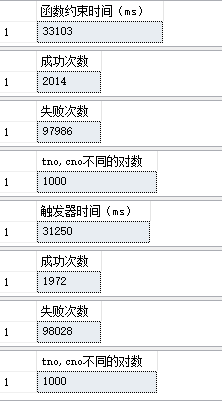 函数约束时间（ms）
1 33103
成功次数
1 2014
失败次数
1 97986
tno,cno不同的对数
1 1000
触发器时间（ms）
1 31250
成功次数
1 1972
失败次数
1 98028
tno,cno不同的对数
1 1000